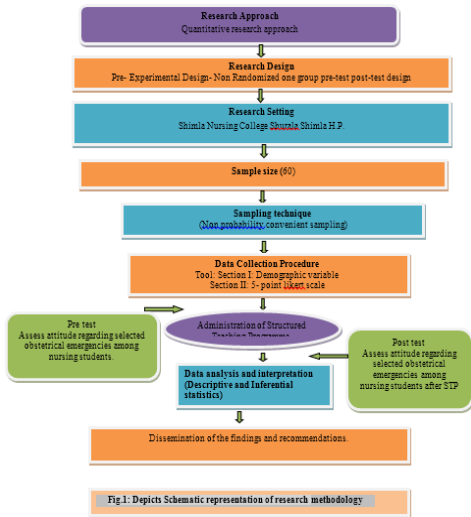 Research Approach
Quantitative research approach
Research Design
Pre- Experimental Design- Non Randomized one group pre-test post-test design
Research Setting
Shimla Nursing College Shurala Shimla H.P.
Sample size (60)
Sampling technique
(Non probability convenient sampling)
Data Collection Procedure
Tool: Section I: Demographic variable
Section II: 5- point likert scale
Pre test
Assess attitude regarding selected
obstetrical emergencies among
nursing students.
Administration of Structured
Teaching Programme
Post test
Assess attitude regarding
selected obstetrical
emergencies among
nursing students after STP
Data analysis and interpretation
(Descriptive and Inferential
statistics)
Dissemination of the findings and recommendations.
Fig.1: Depicts Schematic representation of research methodology